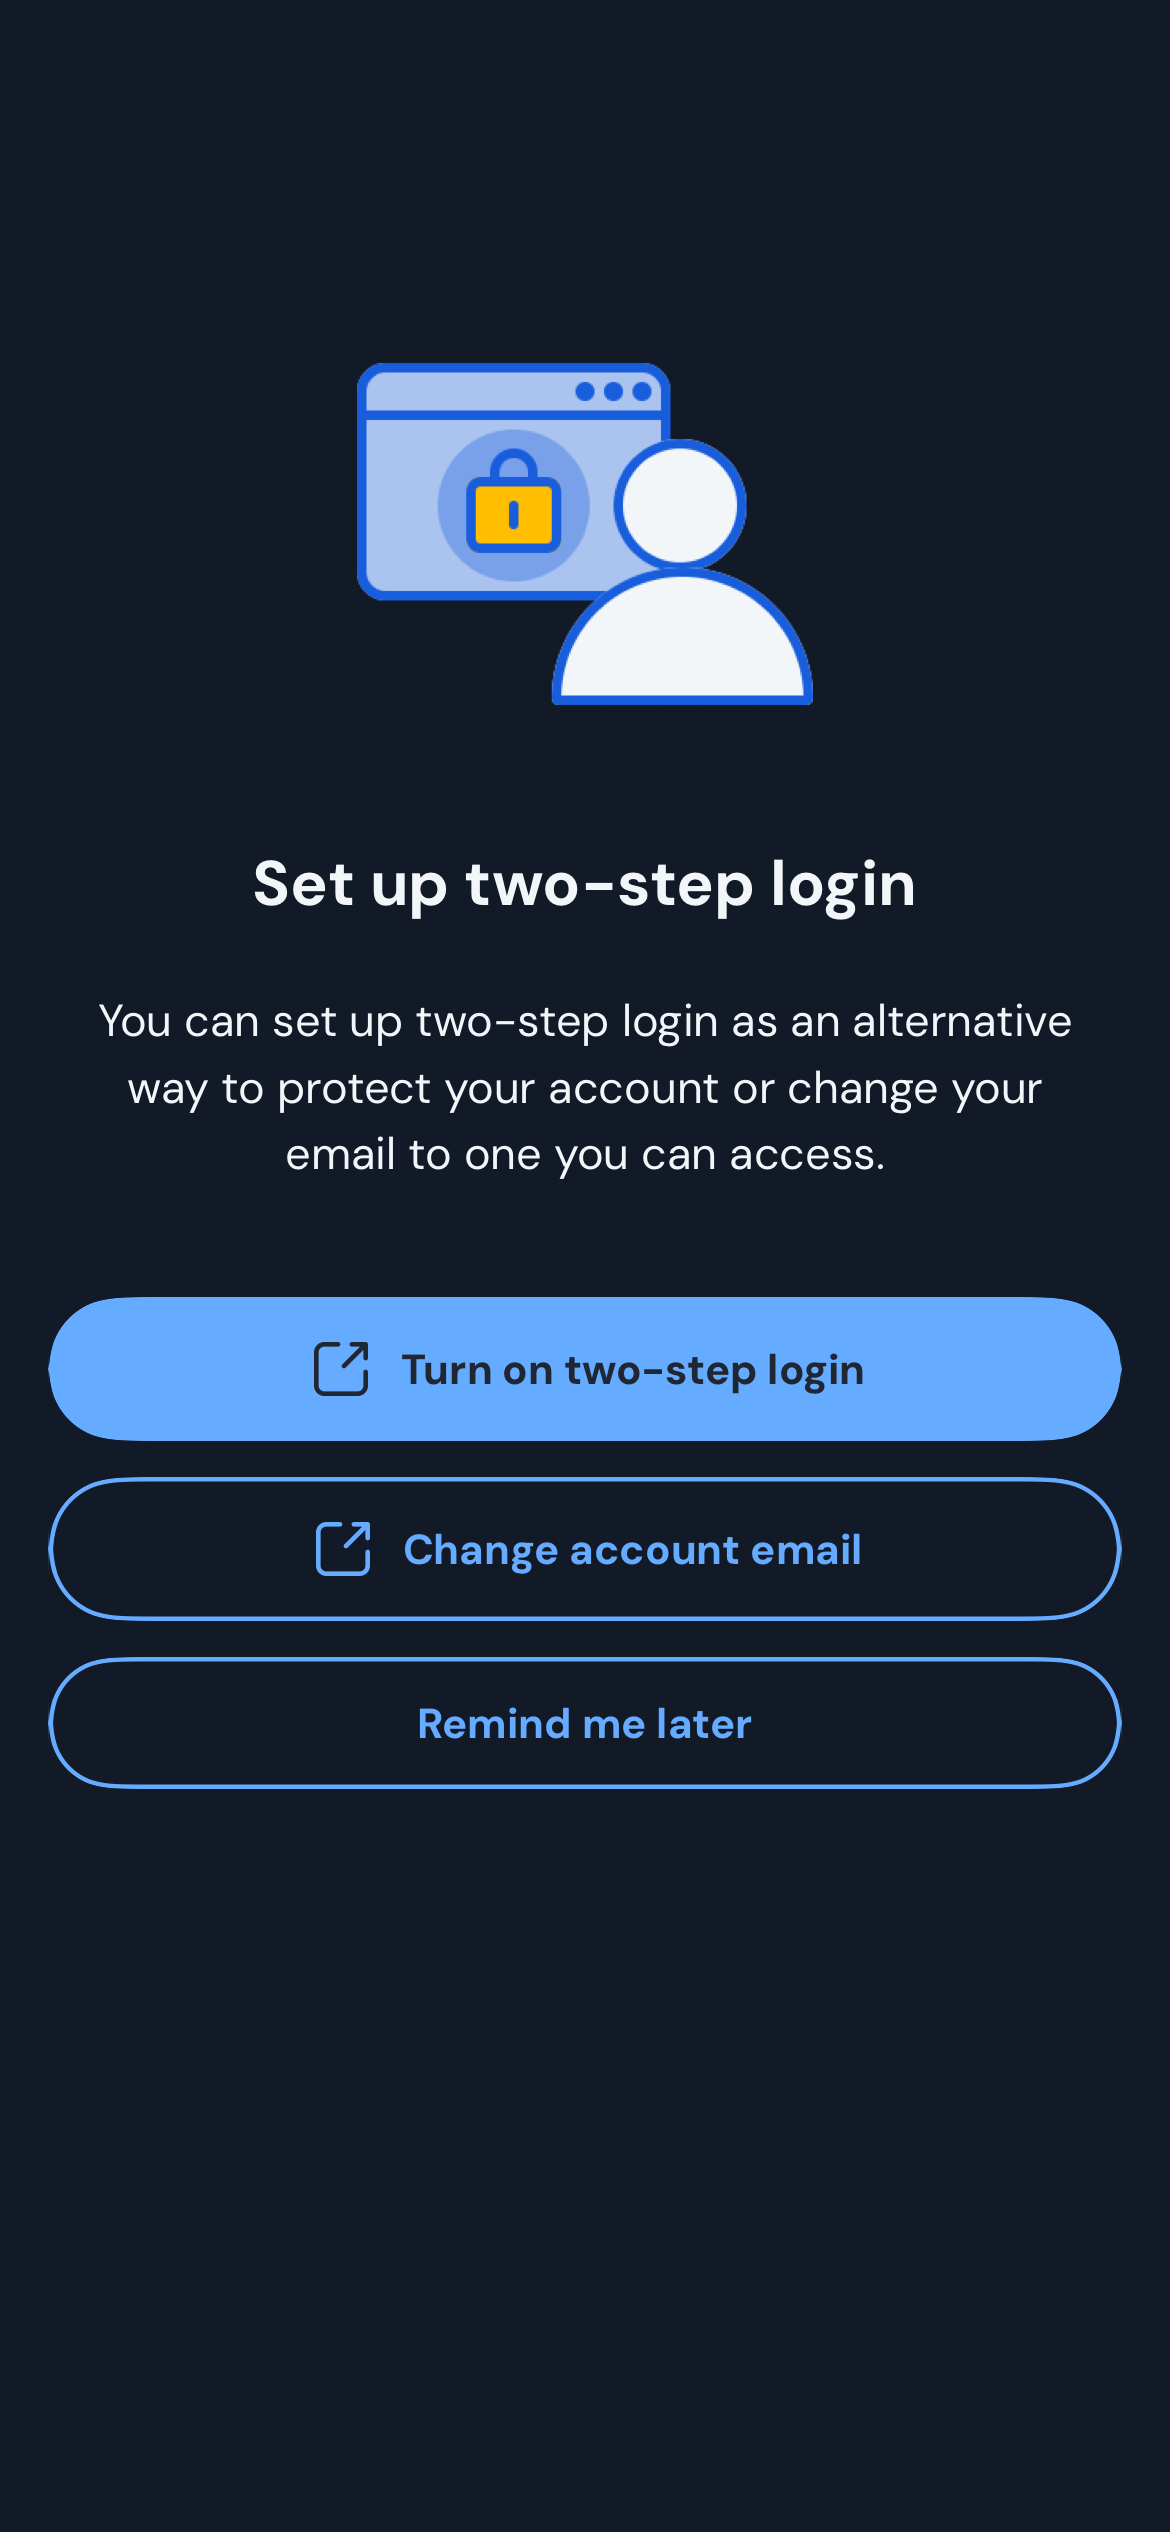 Set up two-step login
You can set up two-step login as an alternative
way to protect your account or change your
email to one you can access.
Turn on two-step login
Change account email
Remind me later